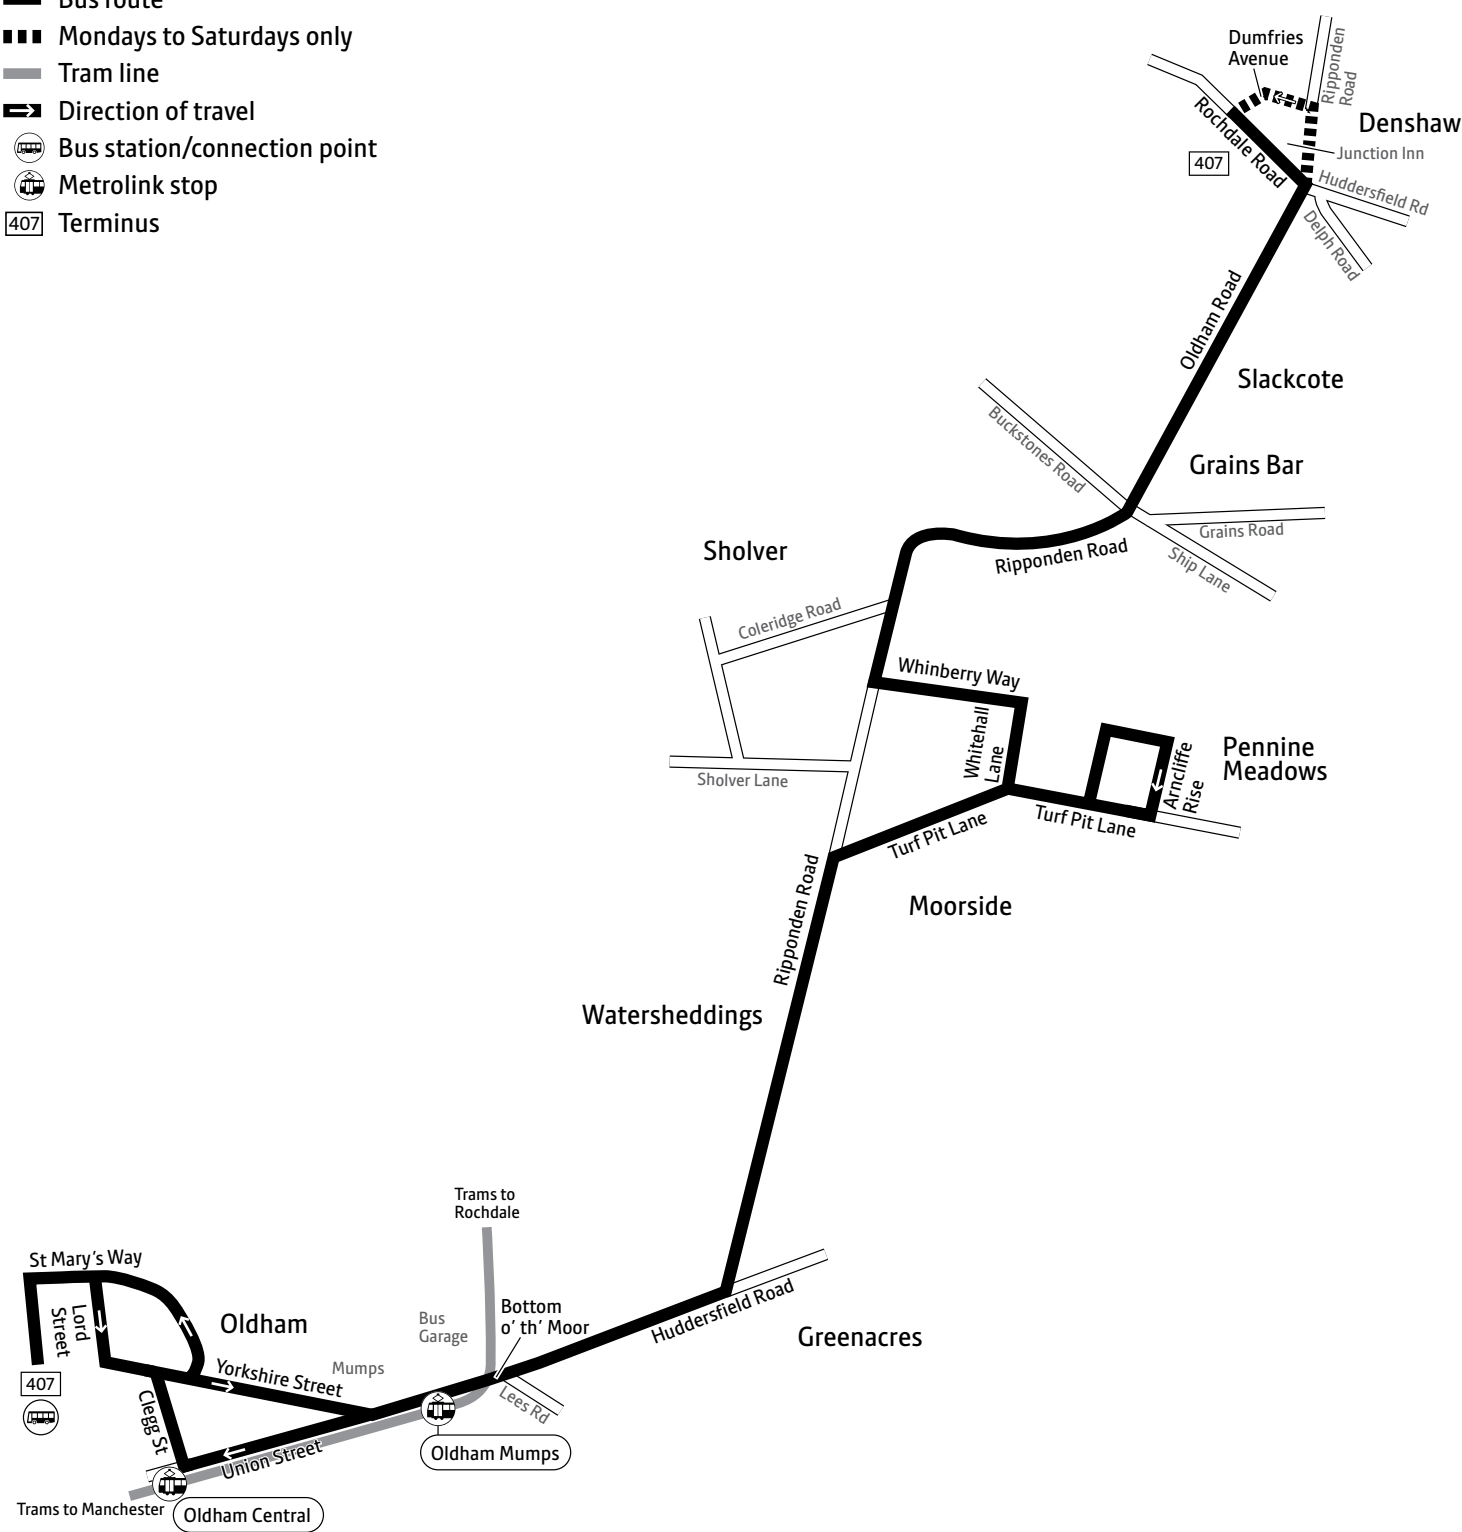 Bus route
Mondays to Saturdays only
Tram line
Direction of travel
Bus station/connection point
Metrolink stop
407 Terminus
Dumfries
Avenue
Ripponden
Road
Denshaw
Rochdale Road
Junction Inn
407
Huddersfield Rd
Delph Road
Oldham Road
Slackcote
Buckstones Road
Grains Bar
Grains Road
Ship Lane
Ripponden Road
Sholver
Coleridge Road
Whinberry Way
Whitehall
Lane
Arncliffe
Rise
Pennine
Meadows
Sholver Lane
Turf Pit Lane
Turf Pit Lane
Moorside
Ripponden Road
Watersheddings
Trams to
Rochdale
St Mary's Way
Lord
Street
Oldham
Bus
Garage
Bottom
o' th' Moor
Huddersfield Road
Greenacres
Yorkshire Street
Mumps
407
Clegg St
Lees Rd
Union Street
Oldham Mumps
Trams to Manchester
Oldham Central